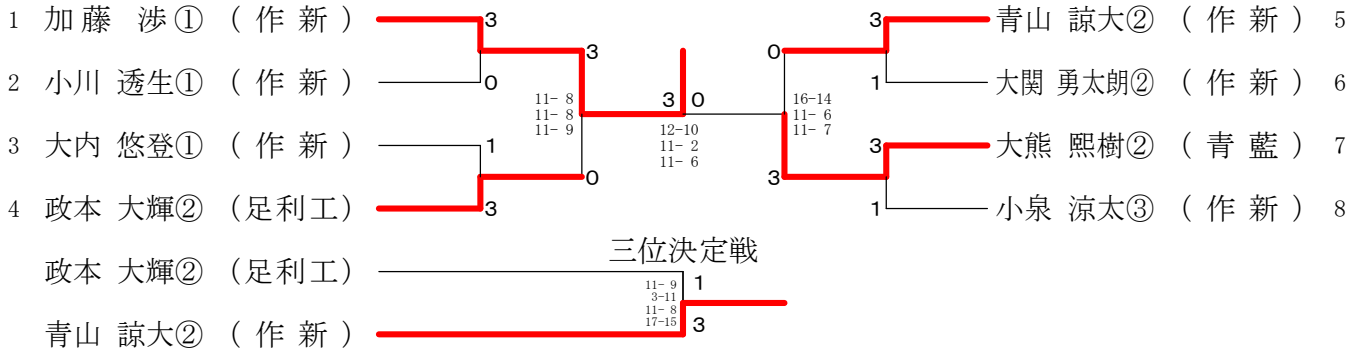 1 加藤 渉① (作新) 3 3 青山 諒大② (作新) 5
3 0
2 小川 透生① (作新) 0 1 大関 勇太朗② (作新) 6
11- 8 3 0 16-14
11- 8 12-10 11- 6
11- 9 11- 2 11- 7
11- 6
3 大内 悠登① (作新) 1 3 大熊 熙樹② (青藍) 7
0 3
4 政本 大輝② (足利工) 3 1 小泉 涼太③ (作新) 8
三位決定戦
政本 大輝② (足利工)
11- 9 1
3-11
11- 8
17-15 3
青山 諒大② (作新)